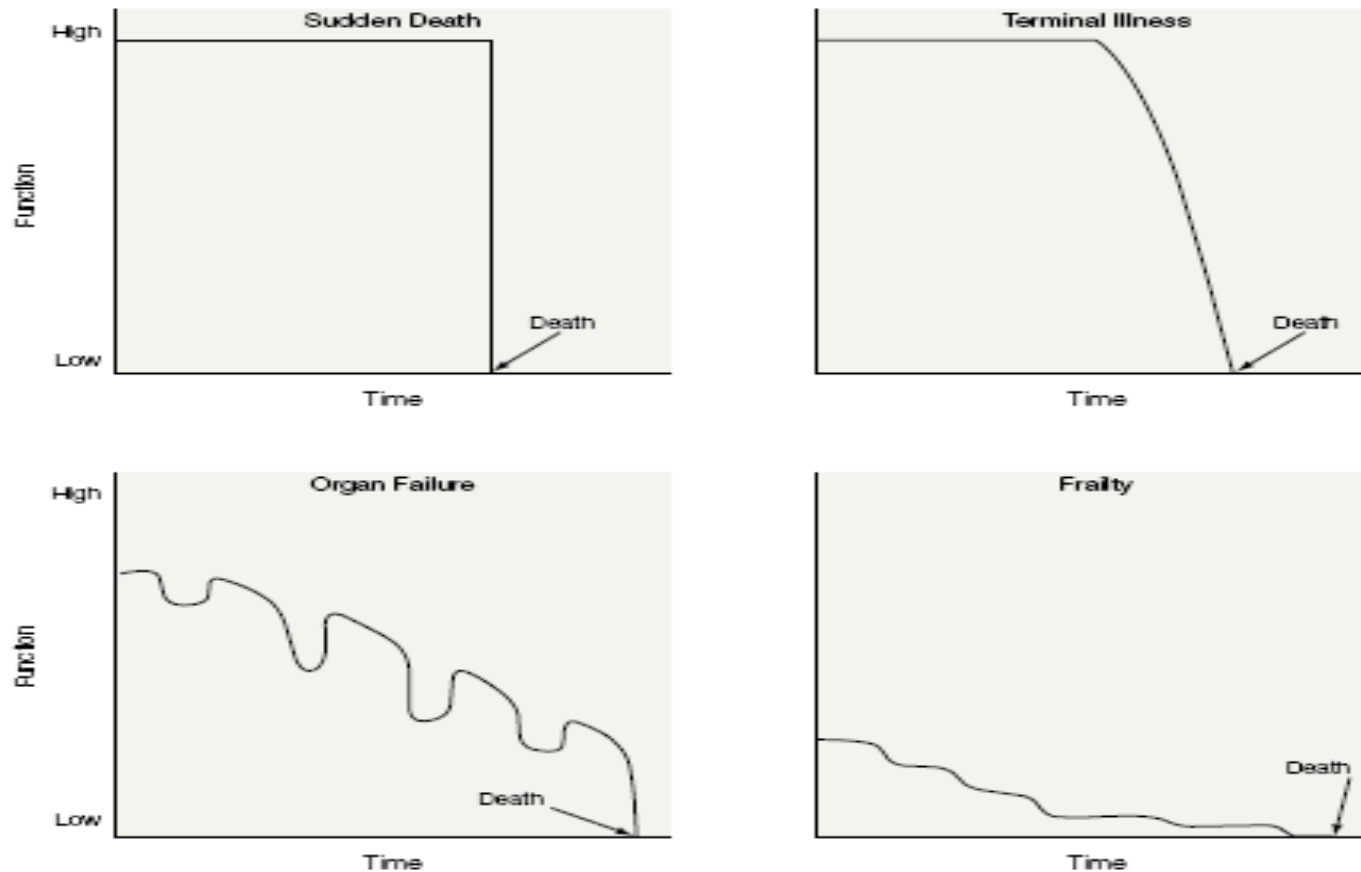 Sudden Death
High
Function
Low
Death
Time
Terminal Illness
Death
Time
Organ Failure
High
Function
Low
Death
Time
Frailty
Death
Time